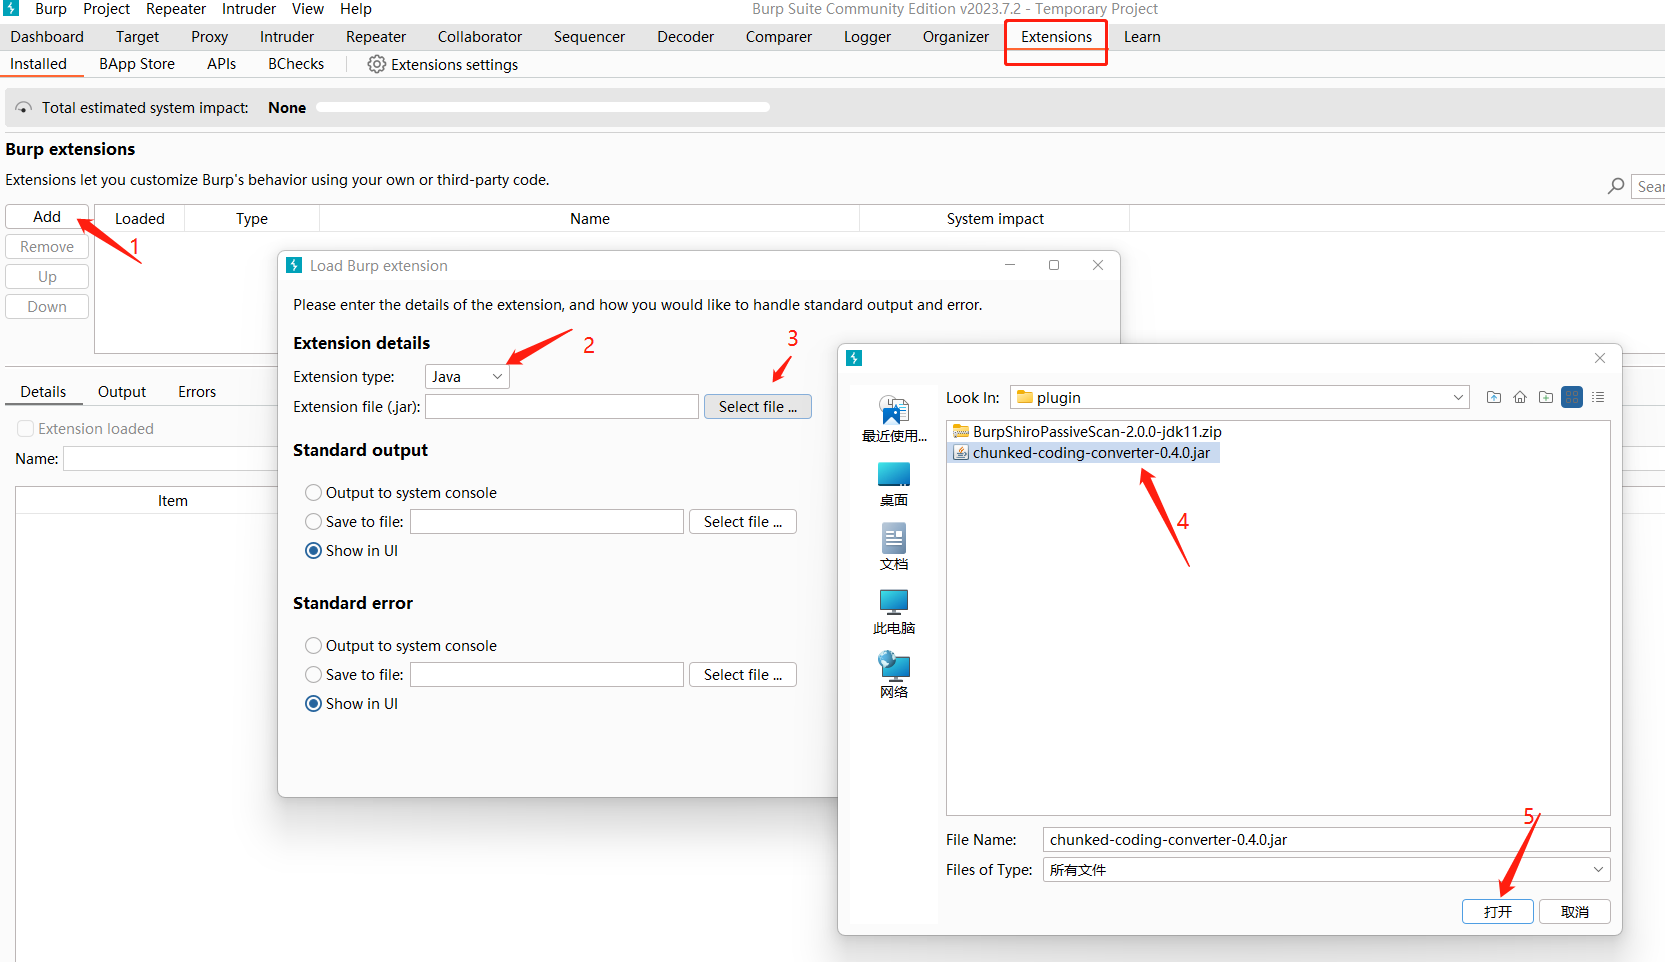 Burp Project Repeater Intruder View Help
Burp Suite Community Edition v2023.7.2 - Temporary Project
Dashboard Target Proxy Intruder Repeater Collaborator Sequencer Decoder Comparer Logger Organizer Extensions Learn
Installed BApp Store APIs BChecks Extensions settings
Total estimated system impact: None
Burp extensions
Extensions let you customize Burp's behavior using your own or third-party code.
Sear
Add Loaded Type Name System impact
1
Remove
Up
Down
Load Burp extension
Please enter the details of the extension, and how you would like to handle standard output and error.
Extension details
2
3
Extension type: Java
Extension file (.jar): Select file ...
Standard output
Output to system console
Save to file: Select file ...
Show in UI
Standard error
Output to system console
Save to file: Select file ...
Show in UI
Details Output Errors
Extension loaded
Name:
Item
Look In: plugin
最近使用...
桌面
文档
此电脑
网络
BurpShiroPassiveScan-2.0.0-jdk11.zip
chunked-coding-converter-0.4.0.jar
4
5
File Name: chunked-coding-converter-0.4.0.jar
Files of Type: 所有文件
打开 取消